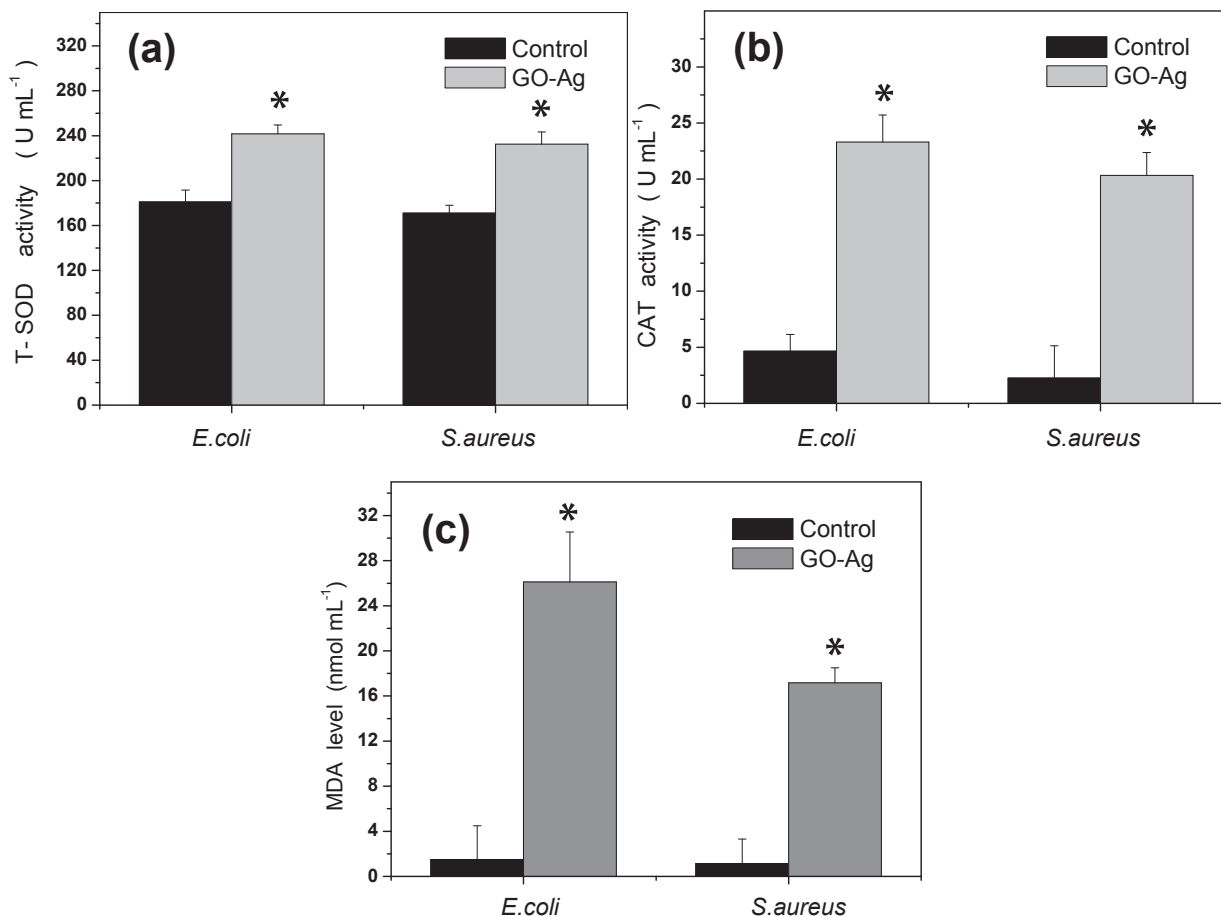 (a)
Control
GO-Ag
T-SOD activity (U mL⁻¹)
320
280
240
200
160
120
80
40
0
*
*
E.coli
S.aureus
(b)
Control
GO-Ag
CAT activity (U mL⁻¹)
30
25
20
15
10
5
0
*
*
E.coli
S.aureus
(c)
Control
GO-Ag
MDA level (nmol mL⁻¹)
32
28
24
20
16
12
8
4
0
*
*
E.coli
S.aureus